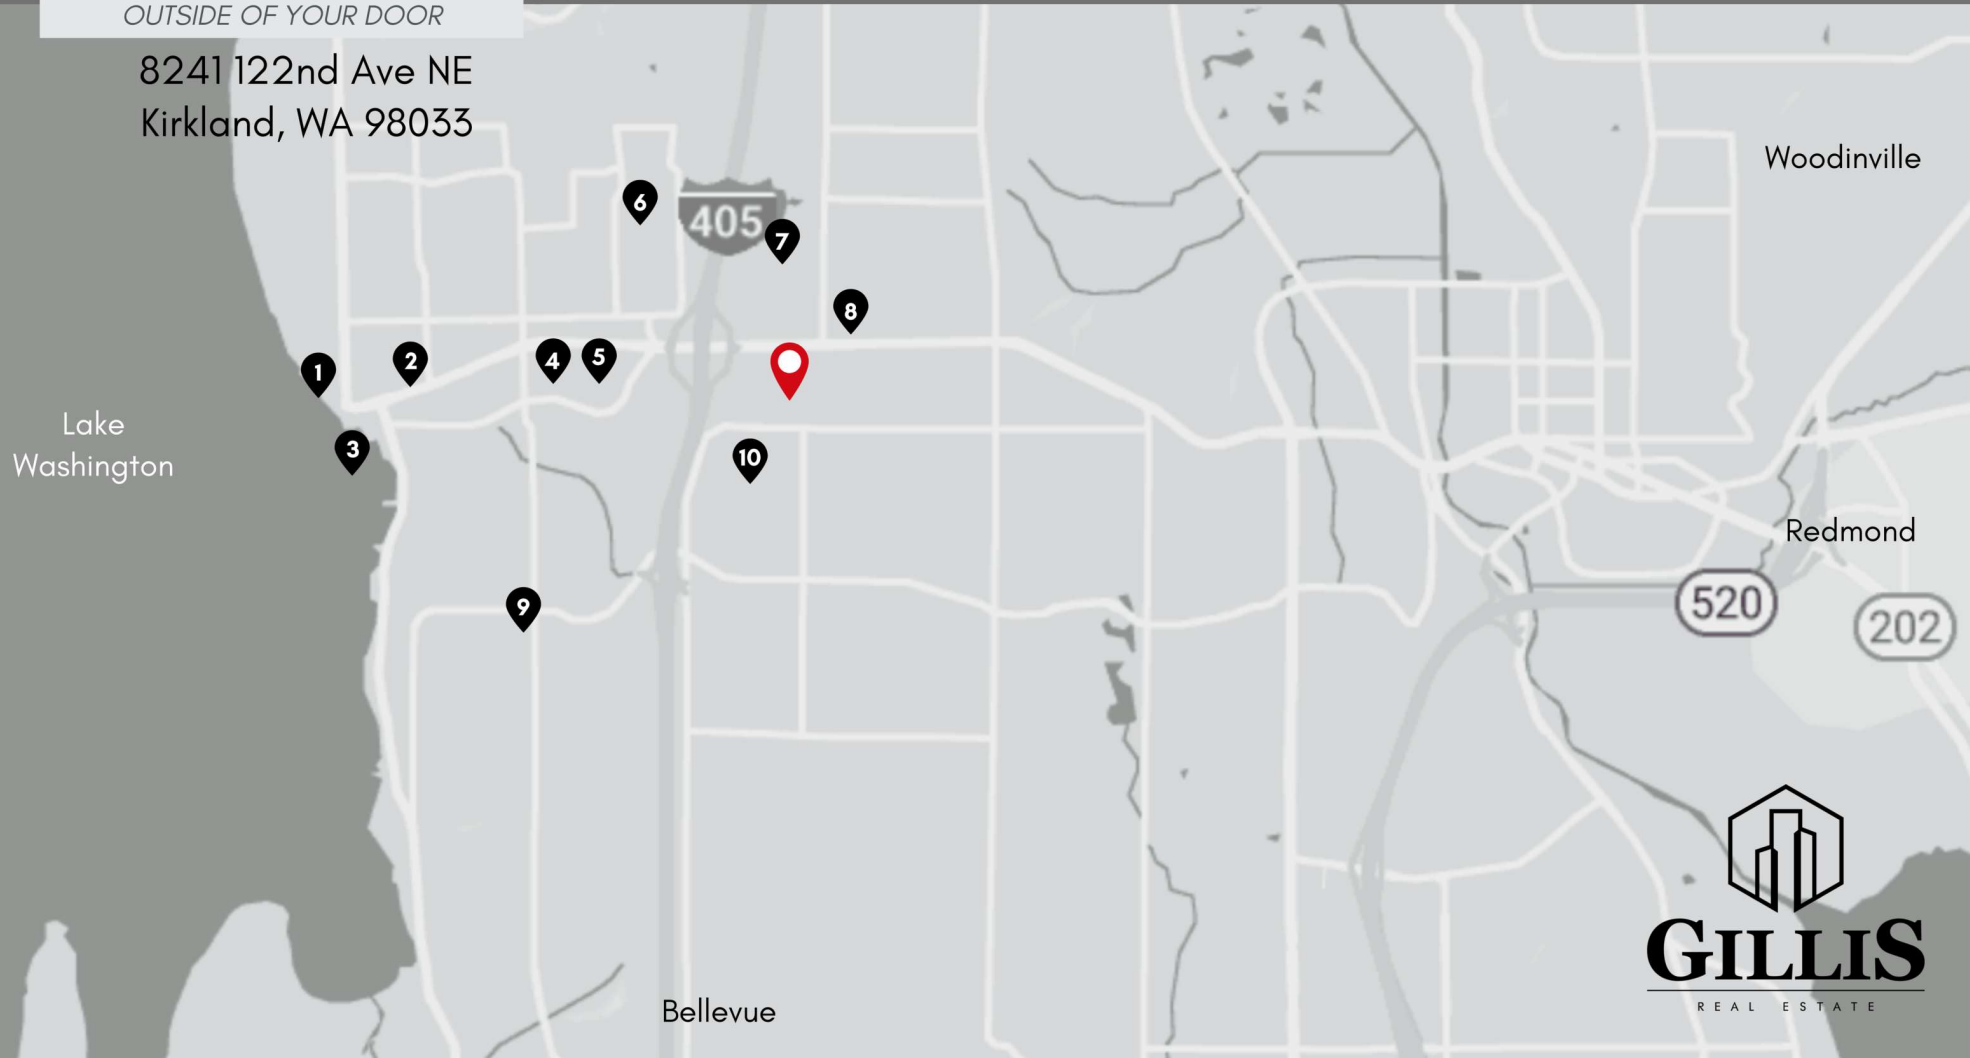 OUTSIDE OF YOUR DOOR
8241 122nd Ave NE
Kirkland, WA 98033
Woodinville
6
405
7
8
1
2
4
5
Lake
Washington
3
10
Redmond
9
520
202
GILLIS
REAL ESTATE
Bellevue